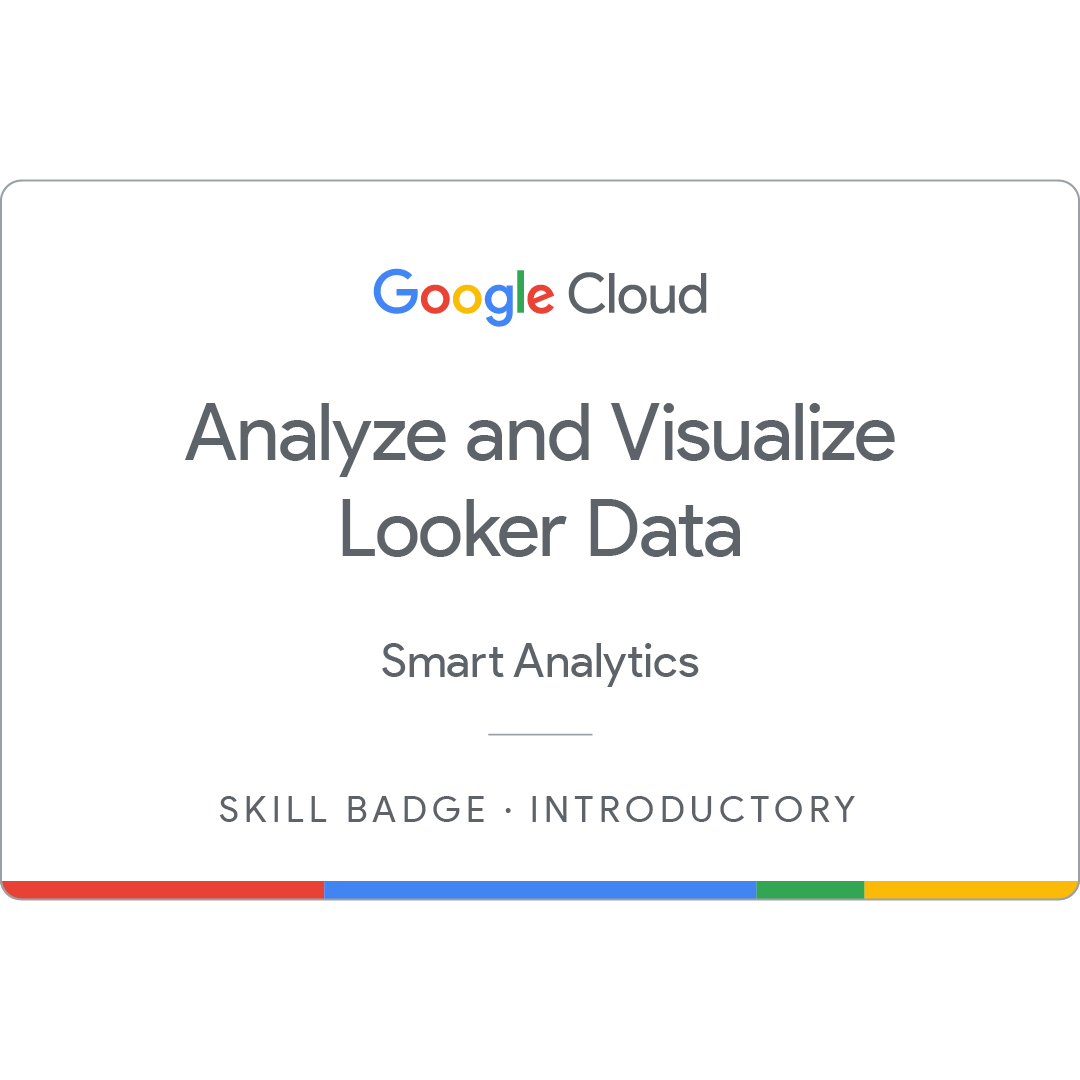 Google Cloud
Analyze and Visualize
Looker Data
Smart Analytics
SKILL BADGE · INTRODUCTORY